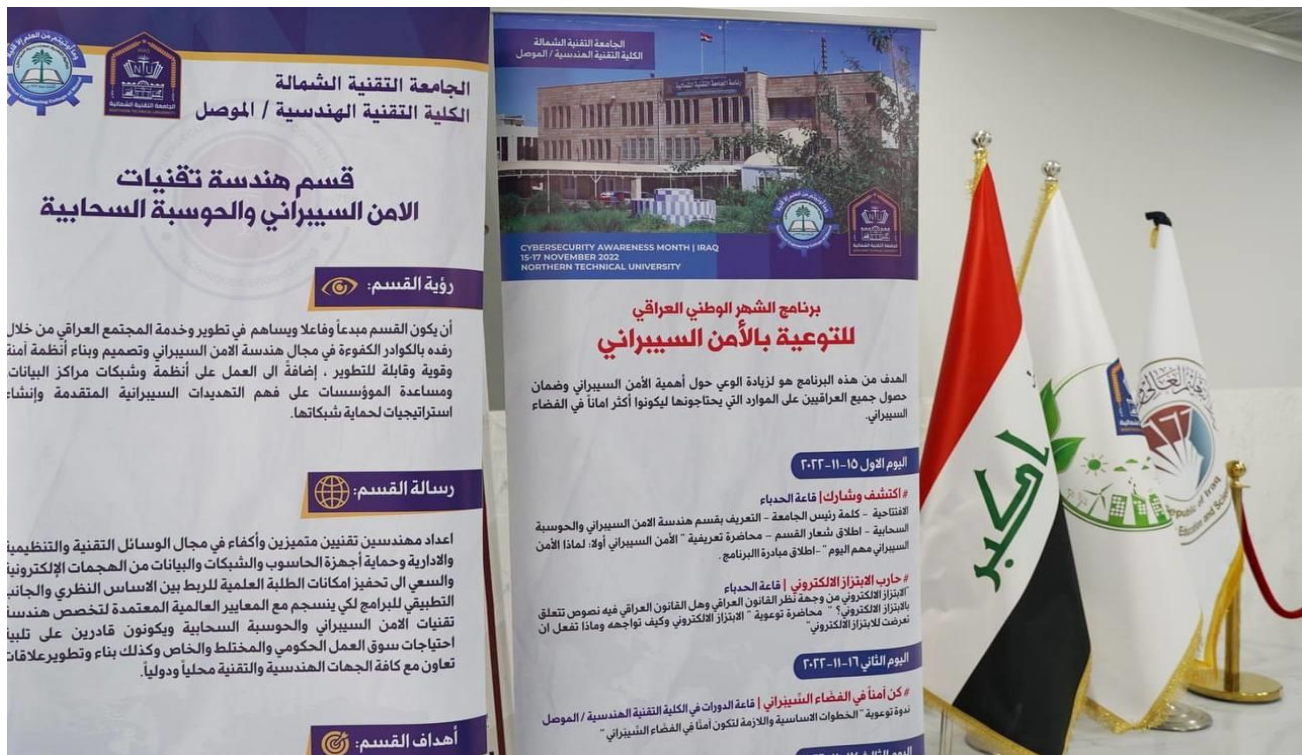 الجامعة التقنية الشمالة
الكلية التقنية الهندسية / الموصل
قسم هندسة تقنيات
الامن السيبراني والحوسبة السحابية
رؤية القسم:
أن يكون القسم مبدعاً وفاعلا ويساهم في تطوير وخدمة المجتمع العراقي من خلال
رفده بالكوادر الكفوءة في مجال هندسة الامن السيبراني وتصميم وبناء أنظمة آمنة
وقوية وقابلة للتطوير ، إضافةً الى العمل على أنظمة وشبكات مراكز البيانات
ومساعدة المؤوسسات على فهم التهديدات السيبرانية المتقدمة وإنشاء
استراتيجيات لحماية شبكاتها.
رسالة القسم:
اعداد مهندسين تقنيين متميزين وأكفاء في مجال الوسائل التقنية والتنظيمية
والادارية وحماية أجهزة الحاسوب والشبكات والبيانات من الهجمات الإلكترونية
والسعي الى تحفيز امكانات الطلبة العلمية للربط بين الاساس النظري والجانب
التطبيقي للبرامج لكي ينسجم مع المعايير العالمية المعتمدة لتخصص هندسة
تقنيات الامن السيبراني والحوسبة السحابية ويكونون قادرين على تلبية
احتياجات سوق العمل الحكومي والمختلط والخاص وكذلك بناء وتطويرعلاقات
تعاون مع كافة الجهات الهندسية والتقنية محلياً ودولياً.
أهداف القسم:
الجامعة التقنية الشمالة
الكلية التقنية الهندسية / الموصل
CYBERSECURITY AWARENESS MONTH | IRAQ
15-17 NOVEMBER 2022
NORTHERN TECHNICAL UNIVERSITY
برنامج الشهر الوطني العراقي
للتوعية بالأمن السيبراني
الهدف من هذه البرنامج هو لزيادة الوعي حول أهمية الأمن السيبراني وضمان
حصول جميع العراقيين على الموارد التي يحتاجونها ليكونوا أكثر اماناً في الفضاء
السيبراني.
اليوم الاول ١٥-١١-٢٠٢٢
# اكتشف وشارك| قاعة الحدباء
الافتتاحية - كلمة رئيس الجامعة - التعريف بقسم هندسة الامن السيبراني والحوسبة
السحابية - اطلاق شعار القسم - محاضرة تعريفية " الأمن السيبراني أولا: لماذا الأمن
السيبراني مهم اليوم" -اطلاق مبادرة االبرنامج.
# حارب الابتزاز الالكتروني | قاعة الحدباء
"الابتزاز الالكتروني من وجهة نظر القانون العراقي وهل القانون العراقي فيه نصوص تتعلق
بالابتزاز الالكتروني؟ " محاضرة توعوية " الابتزاز الالكتروني وكيف تواجهه وماذا تفعل ان
تعرضت للابتزاز الالكتروني"
اليوم الثاني ١٦-١١-٢٠٢٢
# كن آمناً في الفضاء السّيبراني | قاعة الدورات في الكلية التقنية الهندسية / الموصل
ندوة توعوية " الخطوات الاساسية واللازمة لتكون آمنًا في الفضاء السّيبراني"
اكبر